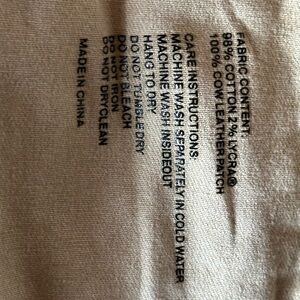 FABRIC CONTENT:
98% COTTON 2% LYCRA®
100% COW LEATHER PATCH
CARE INSTRUCTIONS:
MACHINE WASH SEPARATELY IN COLD WATER
MACHINE WASH INSIDEOUT
HANG TO DRY
DO NOT TUMBLE DRY
DO NOT BLEACH
DO NOT IRON
DO NOT DRYCLEAN
MADE IN CHINA